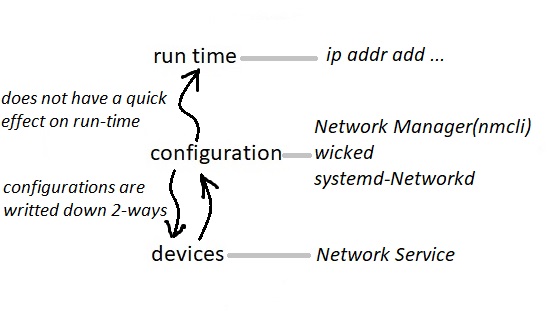 run time
ip addr add ...
does not have a quick
effect on run-time
configuration
Network Manager(nmcli)
wicked
systemd-Networkd
configurations are
writted down 2-ways
devices
Network Service